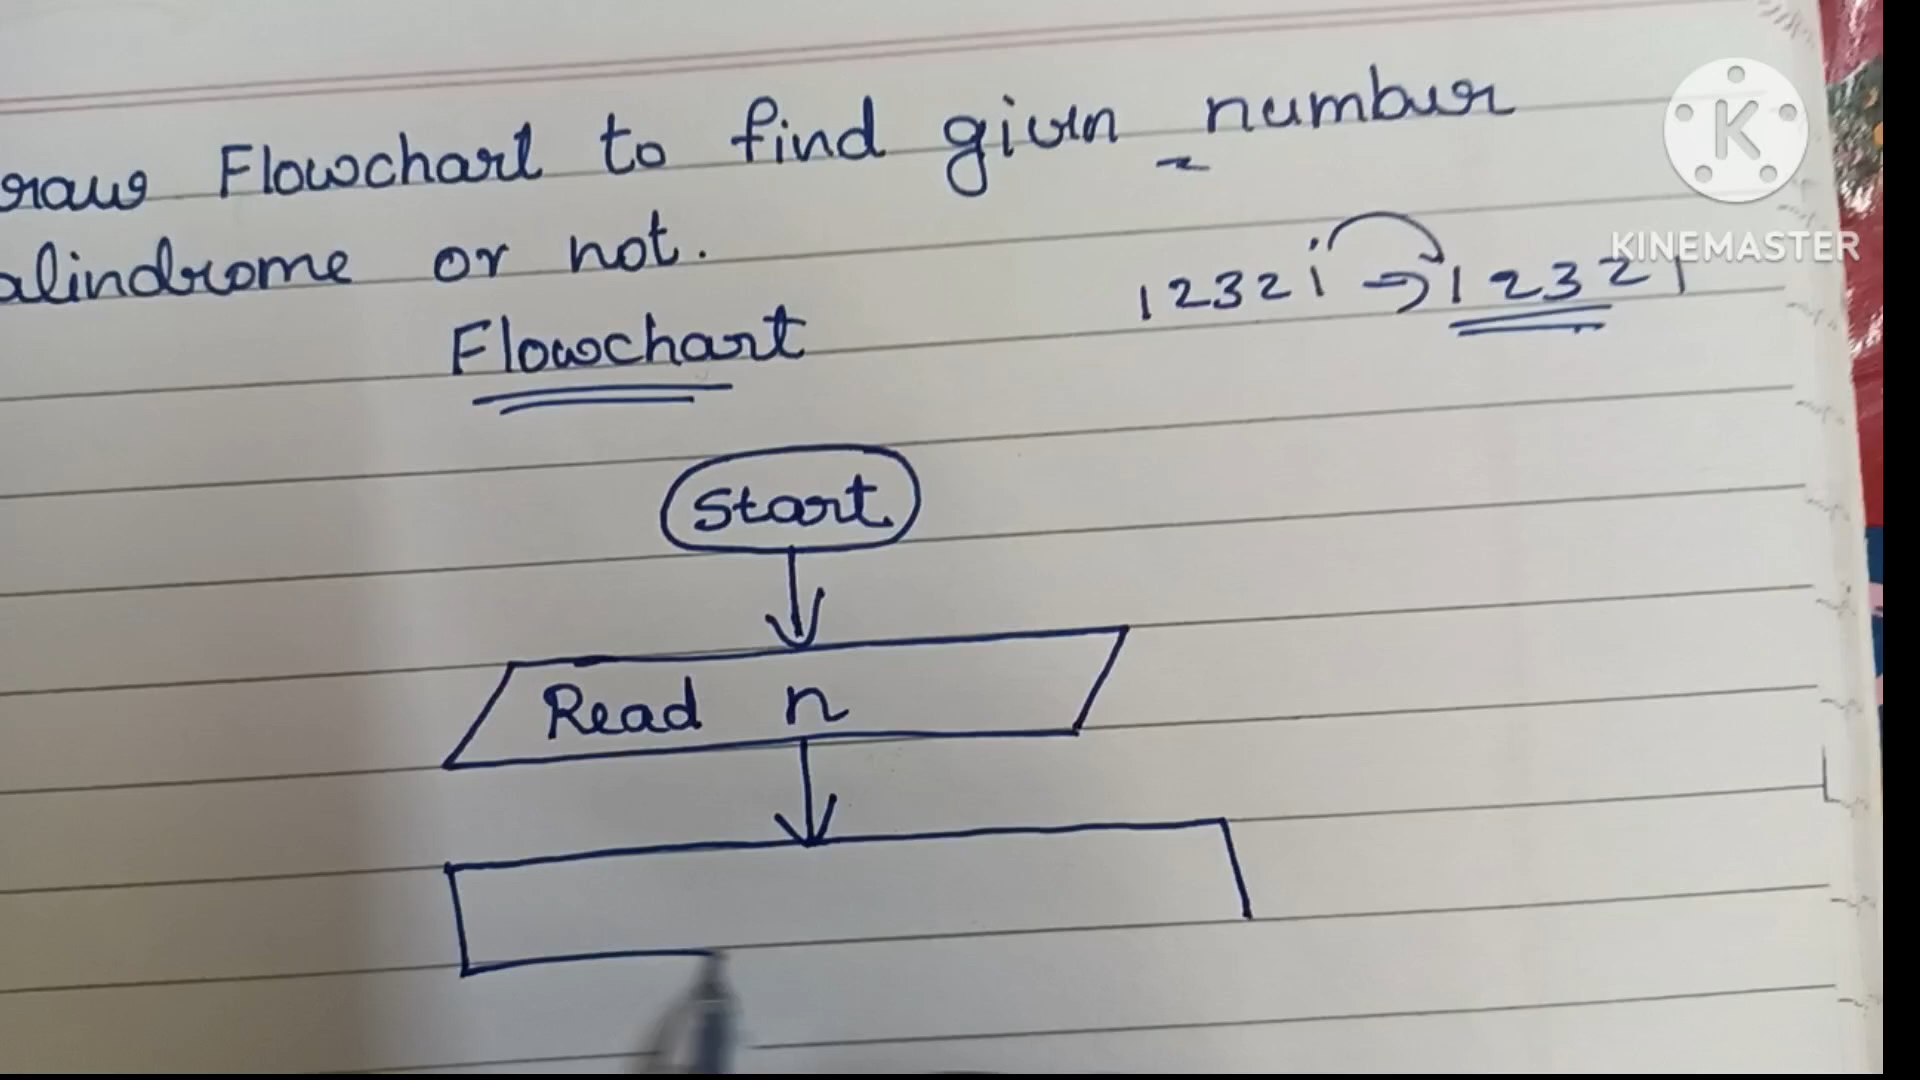 raw Flowchart to find given number
alindrome or not.
12321 → 12321
Flowchart
Start
Read n
K
KINEMASTER